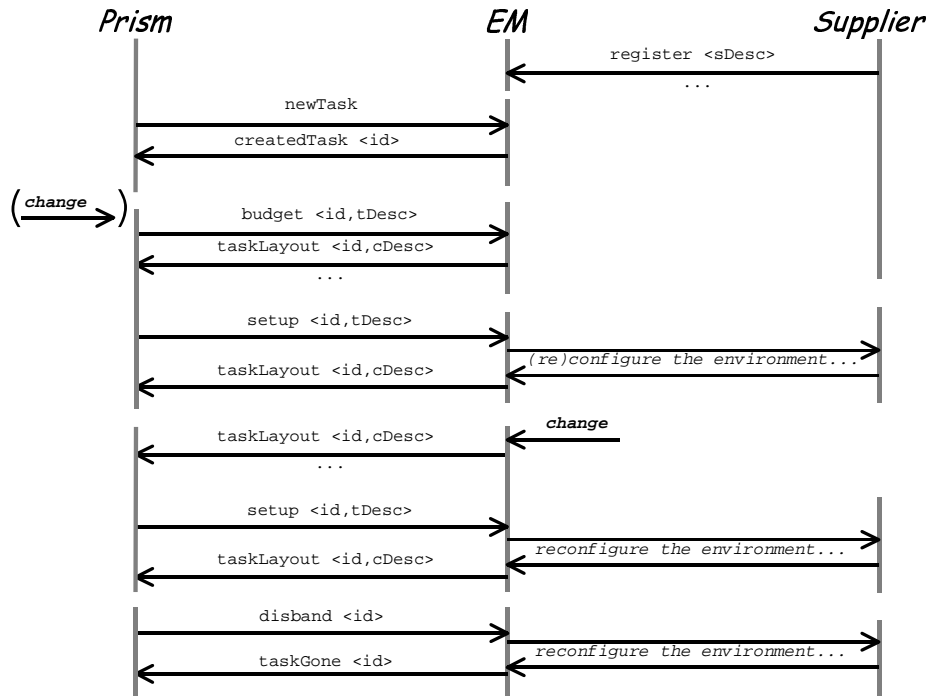 Prism EM Supplier
register <sDesc>
...
newTask
createdTask <id>
(change)
budget <id,tDesc>
taskLayout <id,cDesc>
...
setup <id,tDesc>
(re)configure the environment...
taskLayout <id,cDesc>
change
taskLayout <id,cDesc>
...
setup <id,tDesc>
reconfigure the environment...
taskLayout <id,cDesc>
disband <id>
reconfigure the environment...
taskGone <id>